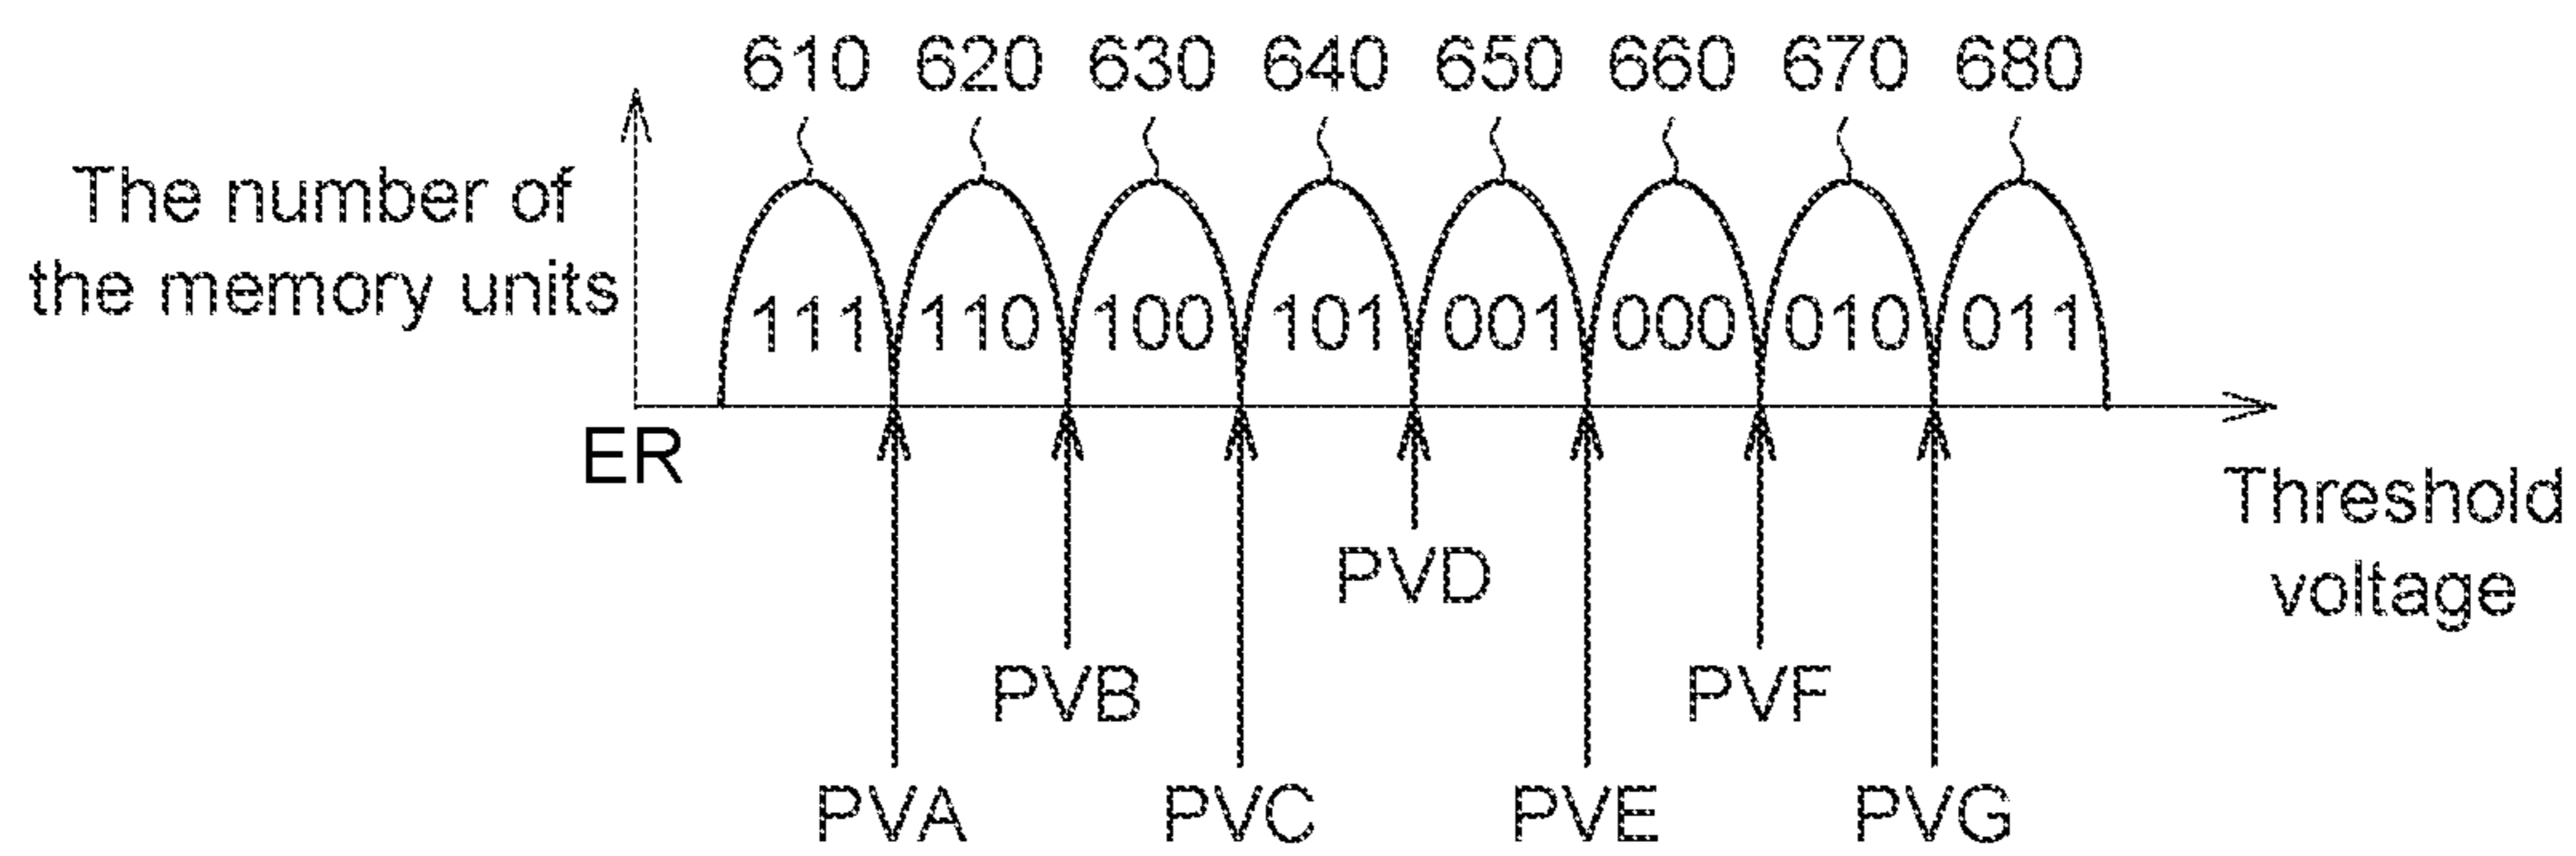 610 620 630 640 650 660 670 680
The number of
the memory units
111 110 100 101 001 000 010 011
ER
Threshold
voltage
PVD
PVB PVF
PVA PVC PVE PVG